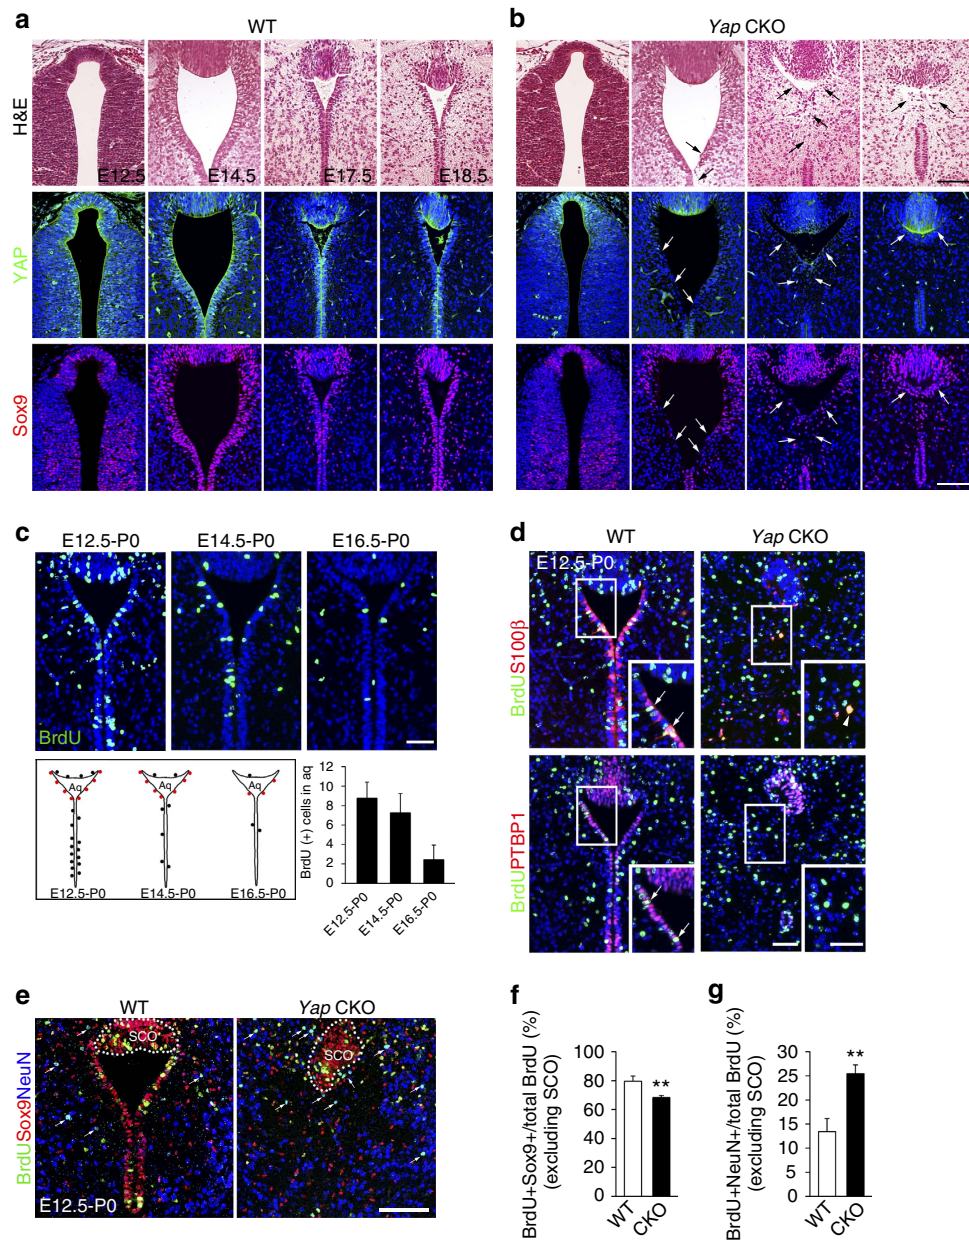 a
WT
H&E
E12.5
E14.5
E17.5
E18.5
YAP
Sox9
b
Yap CKO
c
E12.5-P0
E14.5-P0
E16.5-P0
BrdU
Aq
Aq
Aq
E12.5-P0
E14.5-P0
E16.5-P0
BrdU (+) cells in aq
12
10
8
6
4
2
0
E12.5-P0
E14.5-P0
E16.5-P0
d
WT
Yap CKO
E12.5-P0
BrdUS100β
BrdUPTBP1
e
WT
Yap CKO
BrdUSox9NeuN
SCO
SCO
E12.5-P0
f
BrdU+Sox9+/total BrdU (%)
(excluding SCO)
100
80
60
40
20
0
**
WT
CKO
g
BrdU+NeuN+/total BrdU (%)
(excluding SCO)
30
25
20
15
10
5
0
**
WT
CKO